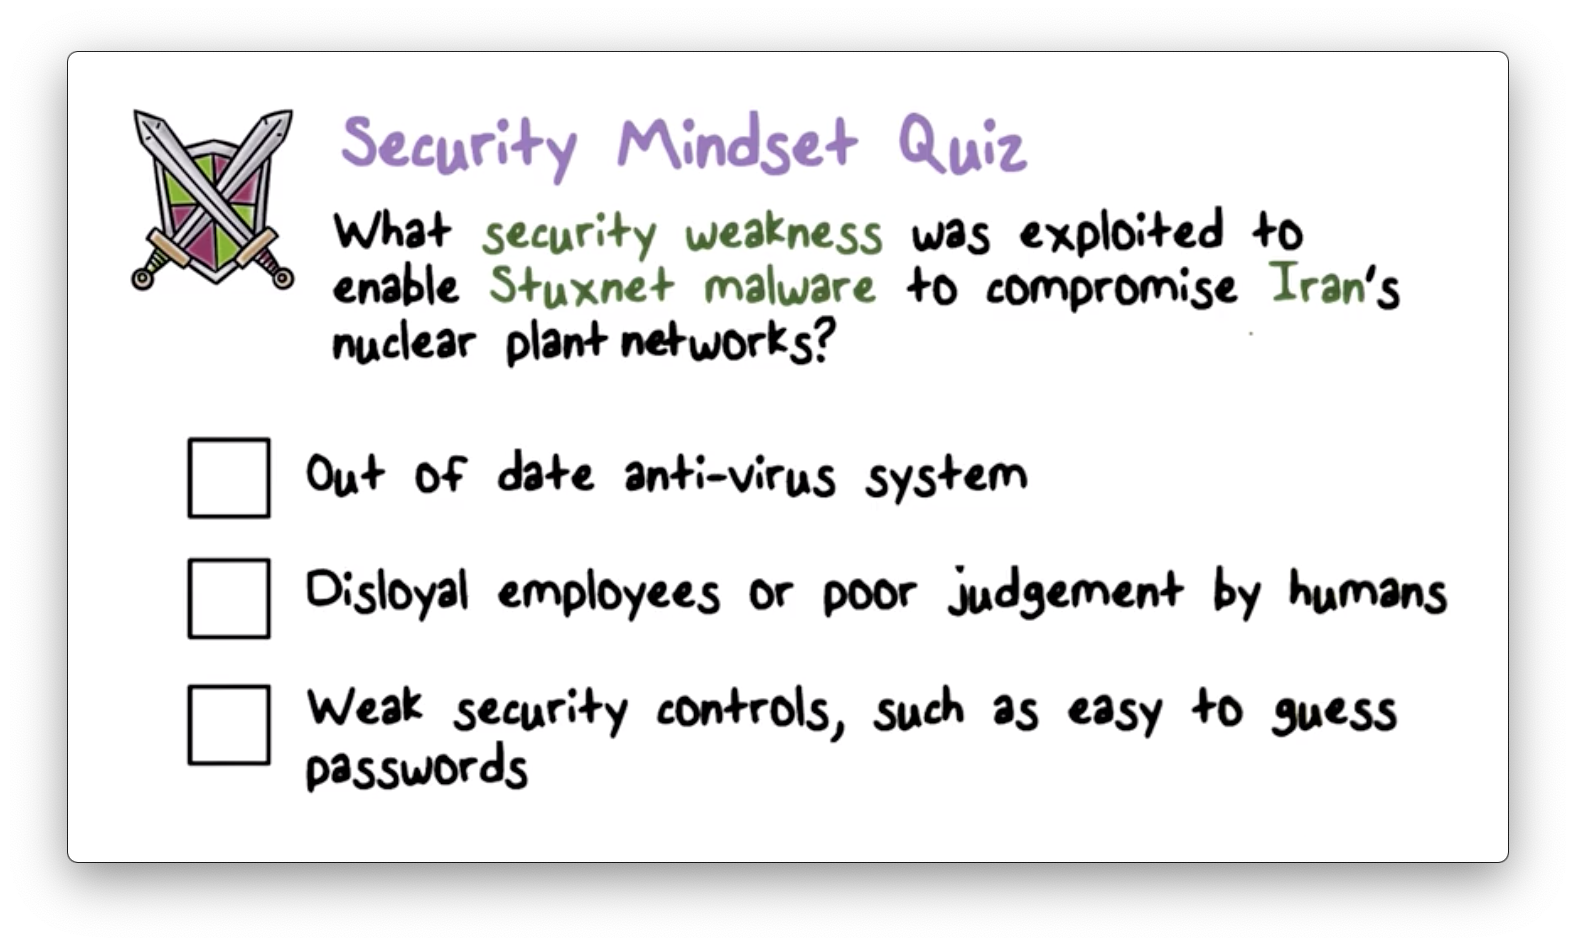 Security Mindset Quiz
What security weakness was exploited to
enable Stuxnet malware to compromise Iran's
nuclear plant networks?
Out of date anti-virus system
Disloyal employees or poor judgement by humans
Weak security controls, such as easy to guess
passwords